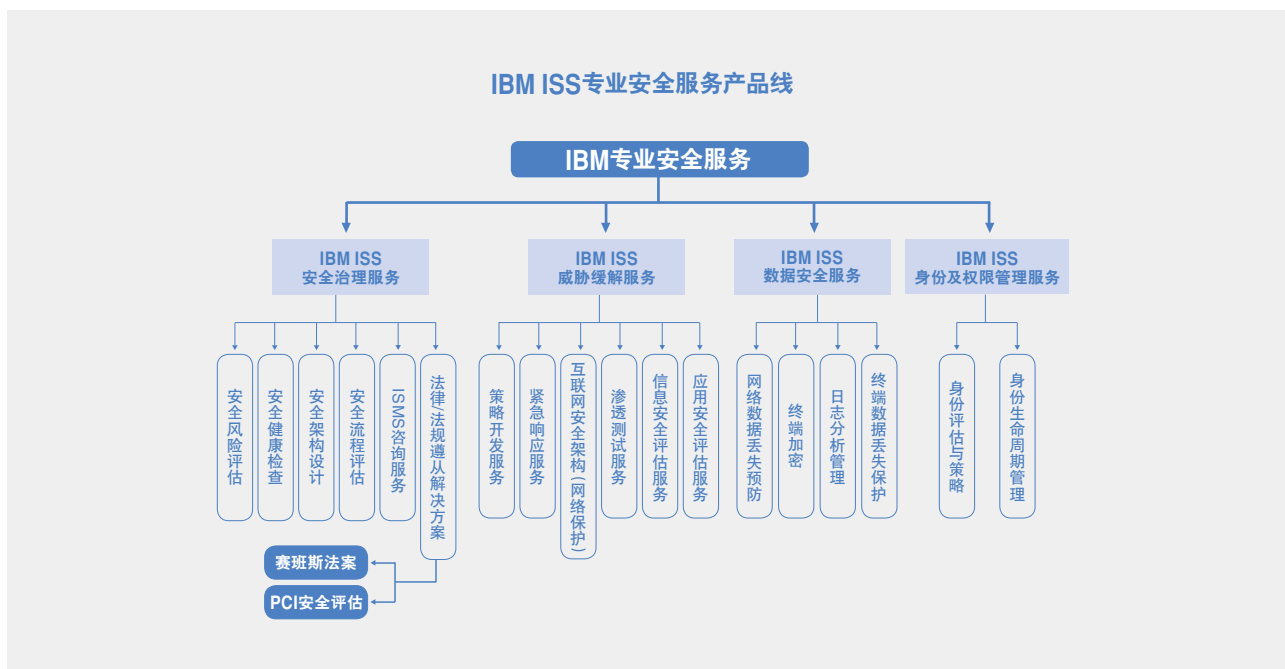 IBM ISS专业安全服务产品线
IBM专业安全服务
IBM ISS
安全治理服务
IBM ISS
威胁缓解服务
IBM ISS
数据安全服务
IBM ISS
身份及权限管理服务
安全风险评估
安全健康检查
安全架构设计
安全流程评估
ISMS咨询服务
法律/法规遵从解决方案
策略开发服务
紧急响应服务
互联网安全架构(网络保护)
渗透测试服务
信息安全评估服务
应用安全评估服务
网络数据丢失预防
终端加密
日志分析管理
终端数据丢失保护
身份评估与策略
身份生命周期管理
赛班斯法案
PCI安全评估